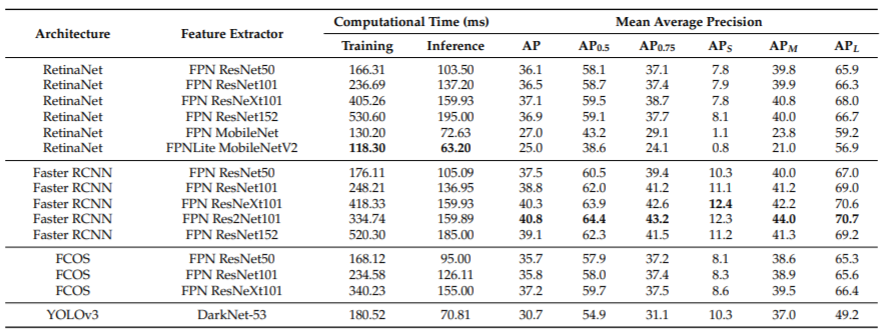 Architecture Feature Extractor Computational Time (ms) Mean Average Precision
Training Inference AP AP0.5 AP0.75 APS APM APL
RetinaNet FPN ResNet50 166.31 103.50 36.1 58.1 37.1 7.8 39.8 65.9
RetinaNet FPN ResNet101 236.69 137.20 36.5 58.7 37.4 7.9 39.9 66.3
RetinaNet FPN ResNeXt101 405.26 159.93 37.1 59.5 38.7 7.8 40.8 68.0
RetinaNet FPN ResNet152 530.60 195.00 36.9 59.1 37.7 8.1 40.0 66.7
RetinaNet FPN MobileNet 130.20 72.63 27.0 43.2 29.1 1.1 23.8 59.2
RetinaNet FPNLite MobileNetV2 118.30 63.20 25.0 38.6 24.1 0.8 21.0 56.9
Faster RCNN FPN ResNet50 176.11 105.09 37.5 60.5 39.4 10.3 40.0 67.0
Faster RCNN FPN ResNet101 248.21 136.95 38.8 62.0 41.2 11.1 41.2 69.0
Faster RCNN FPN ResNeXt101 418.33 159.93 40.3 63.9 42.6 12.4 42.2 70.6
Faster RCNN FPN Res2Net101 334.74 159.89 40.8 64.4 43.2 12.3 44.0 70.7
Faster RCNN FPN ResNet152 520.30 185.00 39.1 62.3 41.5 11.2 41.3 69.2
FCOS FPN ResNet50 168.12 95.00 35.7 57.9 37.2 8.1 38.6 65.3
FCOS FPN ResNet101 234.58 126.11 35.8 58.0 37.4 8.3 38.9 65.6
FCOS FPN ResNeXt101 340.23 155.00 37.2 59.7 37.5 8.6 39.5 66.4
YOLOv3 DarkNet-53 180.52 70.81 30.7 54.9 31.1 10.3 37.0 49.2